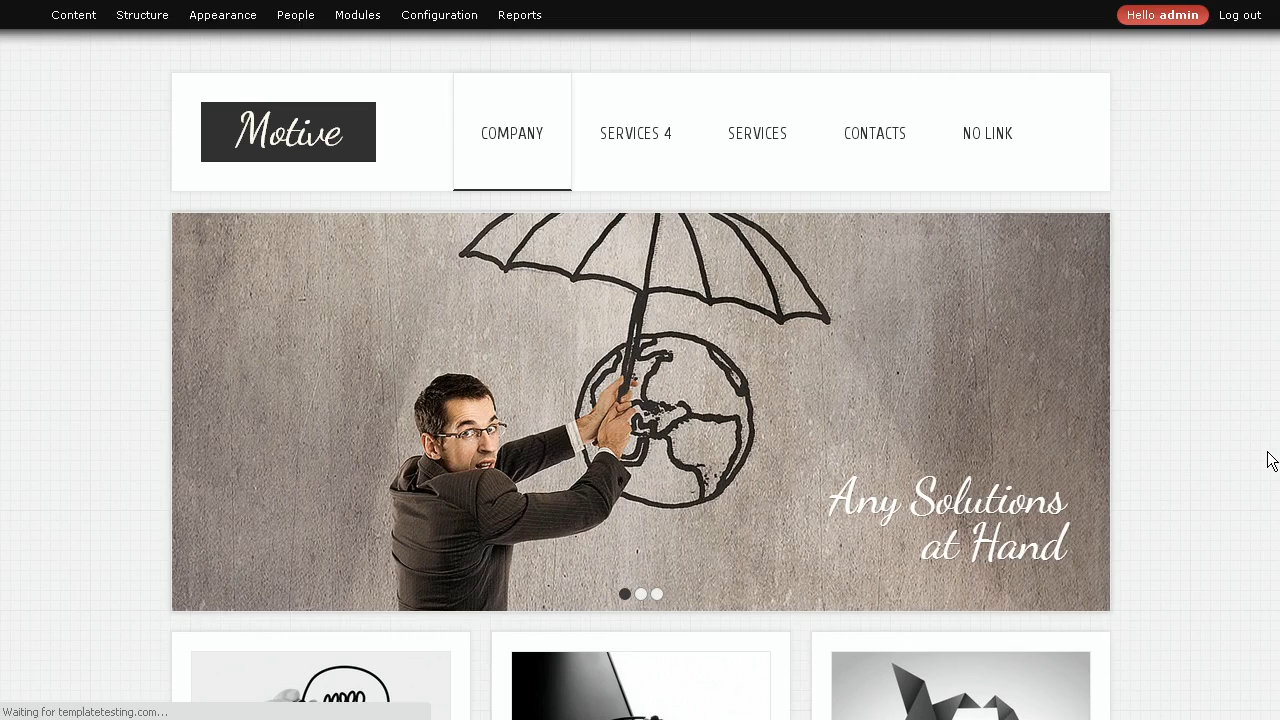 Content Structure Appearance People Modules Configuration Reports Hello admin Log out
Motive COMPANY SERVICES 4 SERVICES CONTACTS NO LINK
Any Solutions
at Hand
Waiting for templatetesting.com...